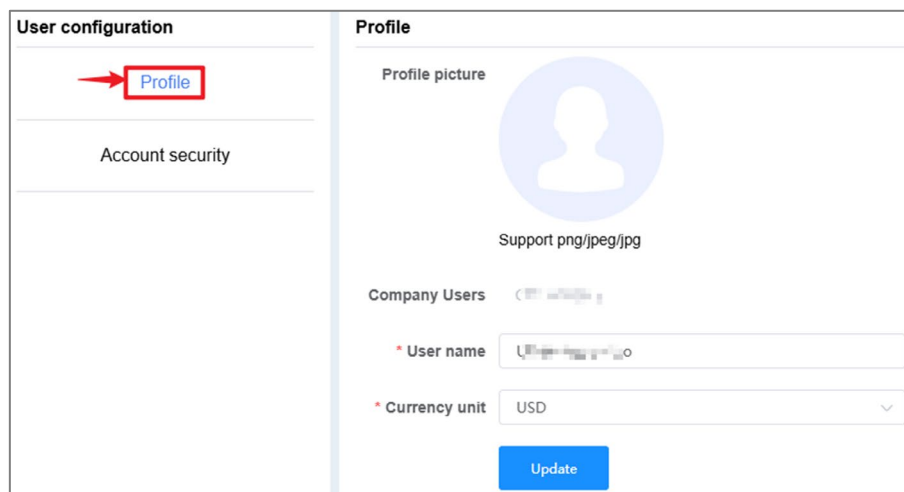 User configuration
Profile
Account security
Profile
Profile picture
Support png/jpeg/jpg
Company Users
* User name
* Currency unit
USD
Update